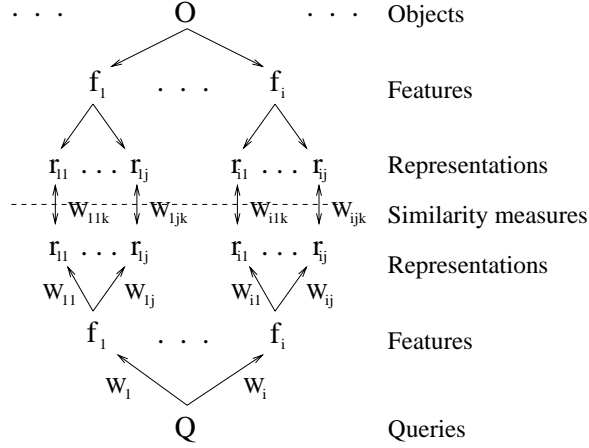 . . . O . . . Objects
f1 . . . fi Features
r11 . . . r1j ri1 . . . rij Representations
W11k W1jk Wi1k Wijk Similarity measures
r11 . . . r1j ri1 . . . rij Representations
W11 W1j Wi1 Wij
f1 . . . fi Features
W1 Wi
Q Queries